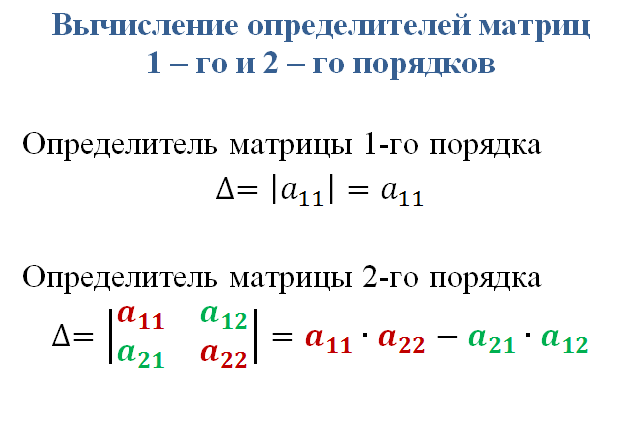 Вычисление определителей матриц
1 – го и 2 – го порядков
Определитель матрицы 1-го порядка
Δ= |a₁₁| = a₁₁
Определитель матрицы 2-го порядка
Δ= |a₁₁ a₁₂
a₂₁ a₂₂| = a₁₁ · a₂₂ − a₂₁ · a₁₂